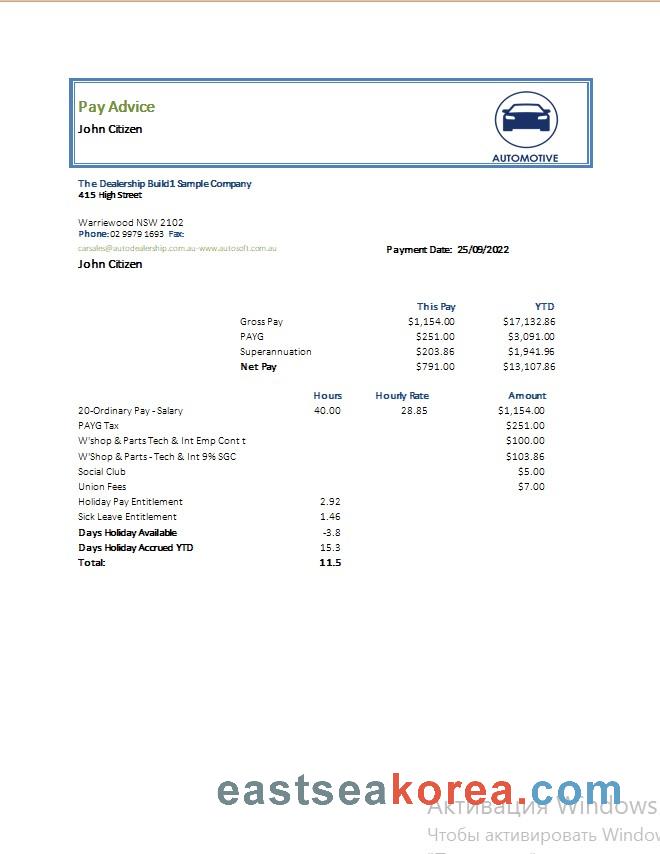 Pay Advice
John Citizen
AUTOMOTIVE
The Dealership Build1 Sample Company
415 High Street
Warriewood NSW 2102
Phone: 02 9979 1693 Fax:
carsales@autodealership.com.au-www.autosoft.com.au
Payment Date: 25/09/2022
John Citizen
This Pay YTD
Gross Pay $1,154.00 $17,132.86
PAYG $251.00 $3,091.00
Superannuation $203.86 $1,941.96
Net Pay $791.00 $13,107.86
Hours Hourly Rate Amount
20-Ordinary Pay - Salary 40.00 28.85 $1,154.00
PAYG Tax $251.00
W'shop & Parts Tech & Int Emp Cont t $100.00
W'Shop & Parts - Tech & Int 9% SGC $103.86
Social Club $5.00
Union Fees $7.00
Holiday Pay Entitlement 2.92
Sick Leave Entitlement 1.46
Days Holiday Available -3.8
Days Holiday Accrued YTD 15.3
Total: 11.5
eastseakorea.com
Активация Windows
Чтобы активировать Window